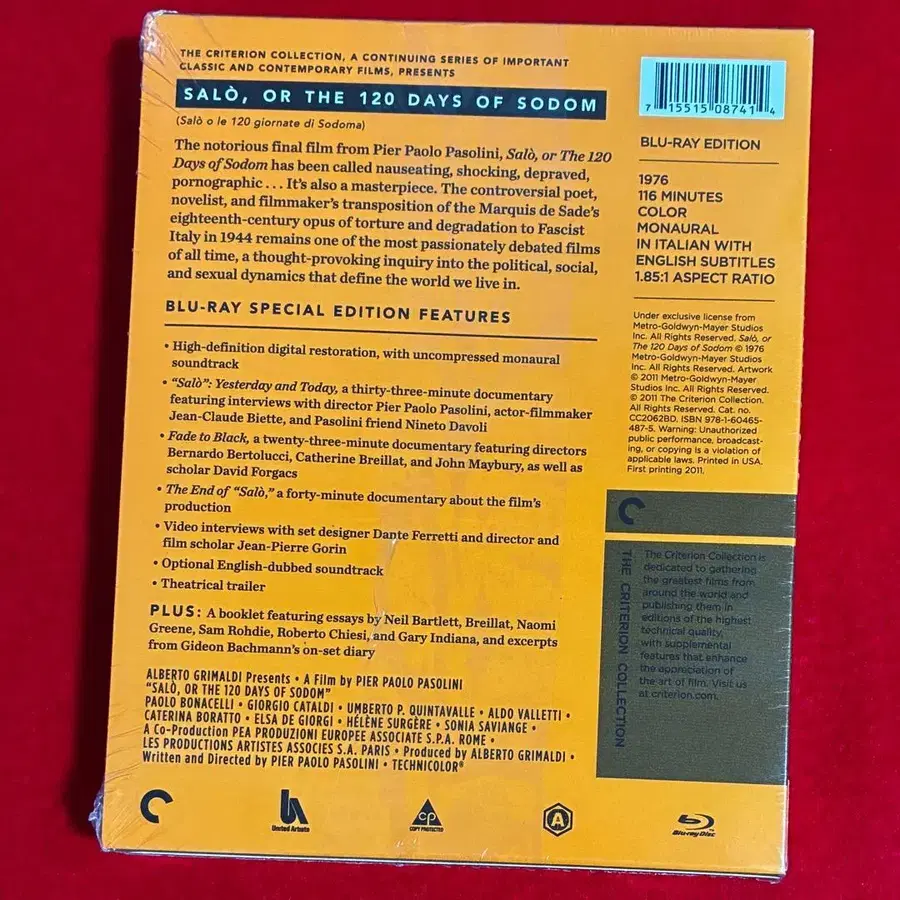 THE CRITERION COLLECTION, A CONTINUING SERIES OF IMPORTANT
CLASSIC AND CONTEMPORARY FILMS, PRESENTS
SALÒ, OR THE 120 DAYS OF SODOM
(Salò o le 120 giornate di Sodoma)
The notorious final film from Pier Paolo Pasolini, Salò, or The 120
Days of Sodom has been called nauseating, shocking, depraved,
pornographic . . . It's also a masterpiece. The controversial poet,
novelist, and filmmaker's transposition of the Marquis de Sade's
eighteenth-century opus of torture and degradation to Fascist
Italy in 1944 remains one of the most passionately debated films
of all time, a thought-provoking inquiry into the political, social,
and sexual dynamics that define the world we live in.
BLU-RAY SPECIAL EDITION FEATURES
• High-definition digital restoration, with uncompressed monaural
soundtrack
• "Salò": Yesterday and Today, a thirty-three-minute documentary
featuring interviews with director Pier Paolo Pasolini, actor-filmmaker
Jean-Claude Biette, and Pasolini friend Nineto Davoli
• Fade to Black, a twenty-three-minute documentary featuring directors
Bernardo Bertolucci, Catherine Breillat, and John Maybury, as well as
scholar David Forgacs
• The End of "Salò," a forty-minute documentary about the film's
production
• Video interviews with set designer Dante Ferretti and director and
film scholar Jean-Pierre Gorin
• Optional English-dubbed soundtrack
• Theatrical trailer
PLUS: A booklet featuring essays by Neil Bartlett, Breillat, Naomi
Greene, Sam Rohdie, Roberto Chiesi, and Gary Indiana, and excerpts
from Gideon Bachmann's on-set diary
ALBERTO GRIMALDI Presents • A Film by PIER PAOLO PASOLINI
"SALÒ, OR THE 120 DAYS OF SODOM"
PAOLO BONACELLI • GIORGIO CATALDI • UMBERTO P. QUINTAVALLE • ALDO VALLETTI •
CATERINA BORATTO • ELSA DE GIORGI • HÉLÈNE SURGÈRE • SONIA SAVIANGE •
A Co-Production PEA PRODUZIONI EUROPEE ASSOCIATE S.P.A. ROME •
LES PRODUCTIONS ARTISTES ASSOCIES S.A. PARIS • Produced by ALBERTO GRIMALDI •
Written and Directed by PIER PAOLO PASOLINI • TECHNICOLOR®
United Artists
CP
COPY PROTECTED
A
Blu-ray Disc
7 15515 08741 4
BLU-RAY EDITION
1976
116 MINUTES
COLOR
MONAURAL
IN ITALIAN WITH
ENGLISH SUBTITLES
1.85:1 ASPECT RATIO
Under exclusive license from
Metro-Goldwyn-Mayer Studios
Inc. All Rights Reserved. Salò, or
The 120 Days of Sodom © 1976
Metro-Goldwyn-Mayer Studios
Inc. All Rights Reserved. Artwork
© 2011 Metro-Goldwyn-Mayer
Studios Inc. All Rights Reserved.
© 2011 The Criterion Collection.
All Rights Reserved. Cat. no.
CC2062BD. ISBN 978-1-60465-
487-5. Warning: Unauthorized
public performance, broadcast-
ing, or copying is a violation of
applicable laws. Printed in USA.
First printing 2011.
THE CRITERION COLLECTION
The Criterion Collection is
dedicated to gathering
the greatest films from
around the world and
publishing them in
editions of the highest
technical quality,
with supplemental
features that enhance
the appreciation of
the art of film. Visit us
at criterion.com.